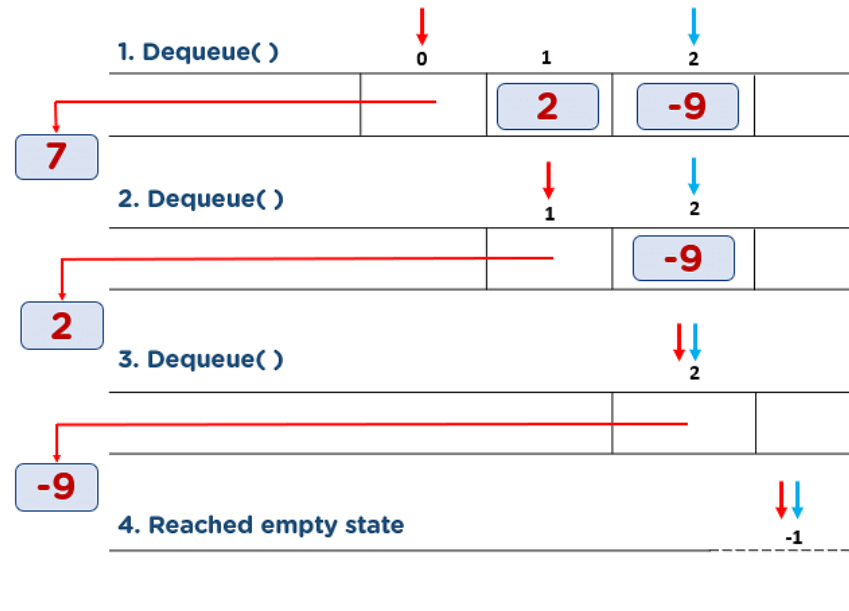 1. Dequeue( )
0 1 2
2 -9
7
2. Dequeue( )
1 2
-9
2
3. Dequeue( )
2
-9
4. Reached empty state
-1